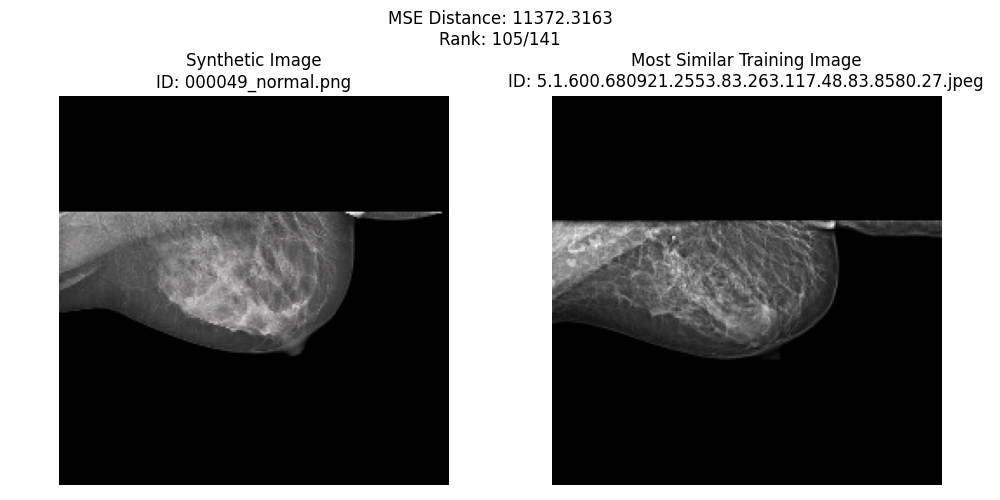 MSE Distance: 11372.3163
Rank: 105/141
Synthetic Image
ID: 000049_normal.png
Most Similar Training Image
ID: 5.1.600.680921.2553.83.263.117.48.83.8580.27.jpeg